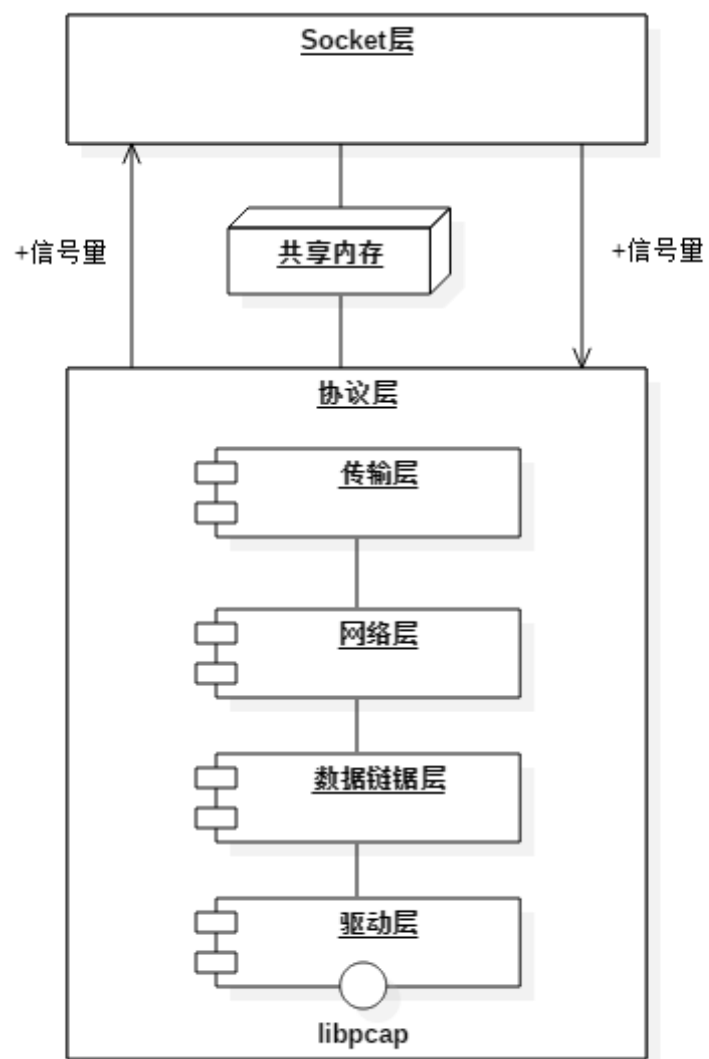 Socket层
+信号量
共享内存
+信号量
协议层
传输层
网络层
数据链锯层
驱动层
libpcap